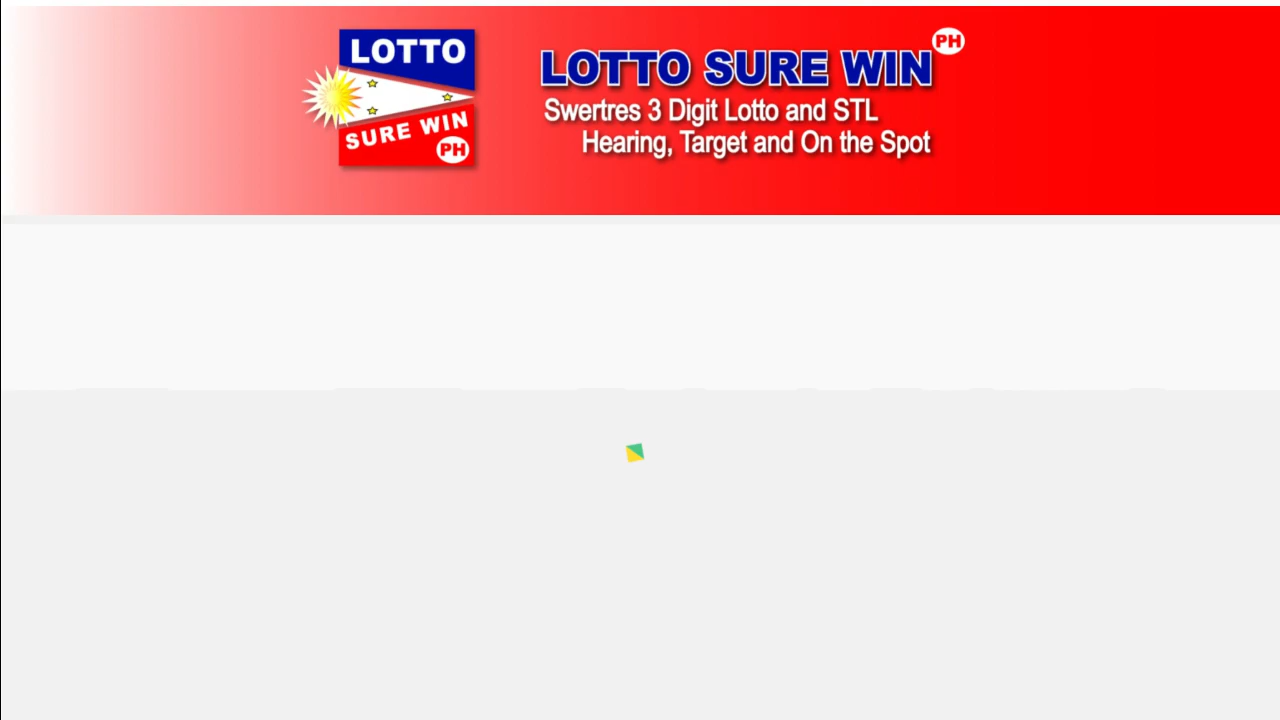 LOTTO
SURE WIN
PH
LOTTO SURE WIN PH
Swertres 3 Digit Lotto and STL
Hearing, Target and On the Spot